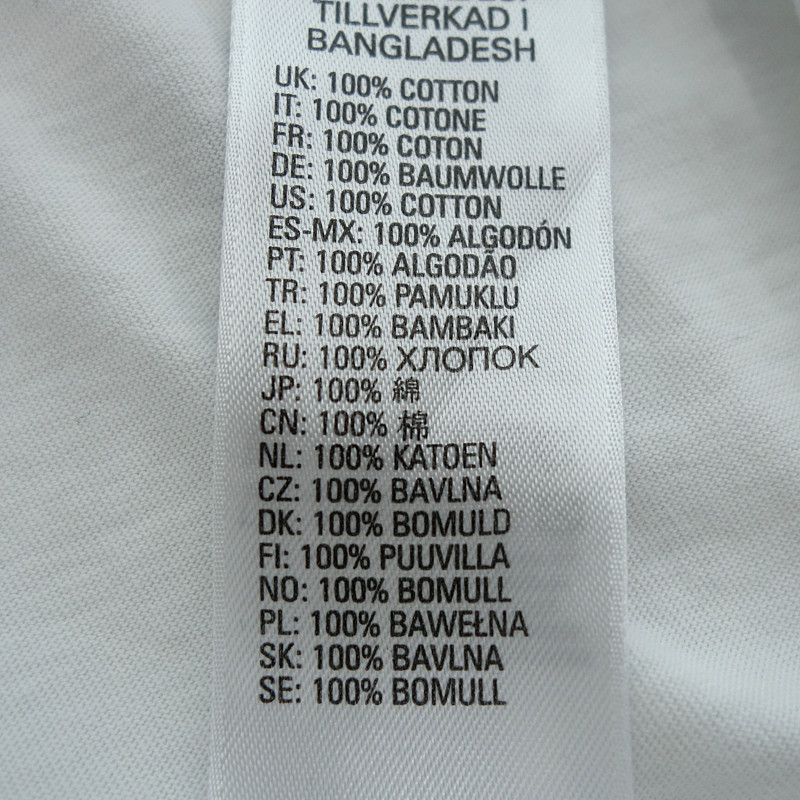 TILLVERKAD I
BANGLADESH
UK: 100% COTTON
IT: 100% COTONE
FR: 100% COTON
DE: 100% BAUMWOLLE
US: 100% COTTON
ES-MX: 100% ALGODÓN
PT: 100% ALGODÃO
TR: 100% PAMUKLU
EL: 100% BAMBAKI
RU: 100% ХЛОПОК
JP: 100% 綿
CN: 100% 棉
NL: 100% KATOEN
CZ: 100% BAVLNA
DK: 100% BOMULD
FI: 100% PUUVILLA
NO: 100% BOMULL
PL: 100% BAWEŁNA
SK: 100% BAVLNA
SE: 100% BOMULL